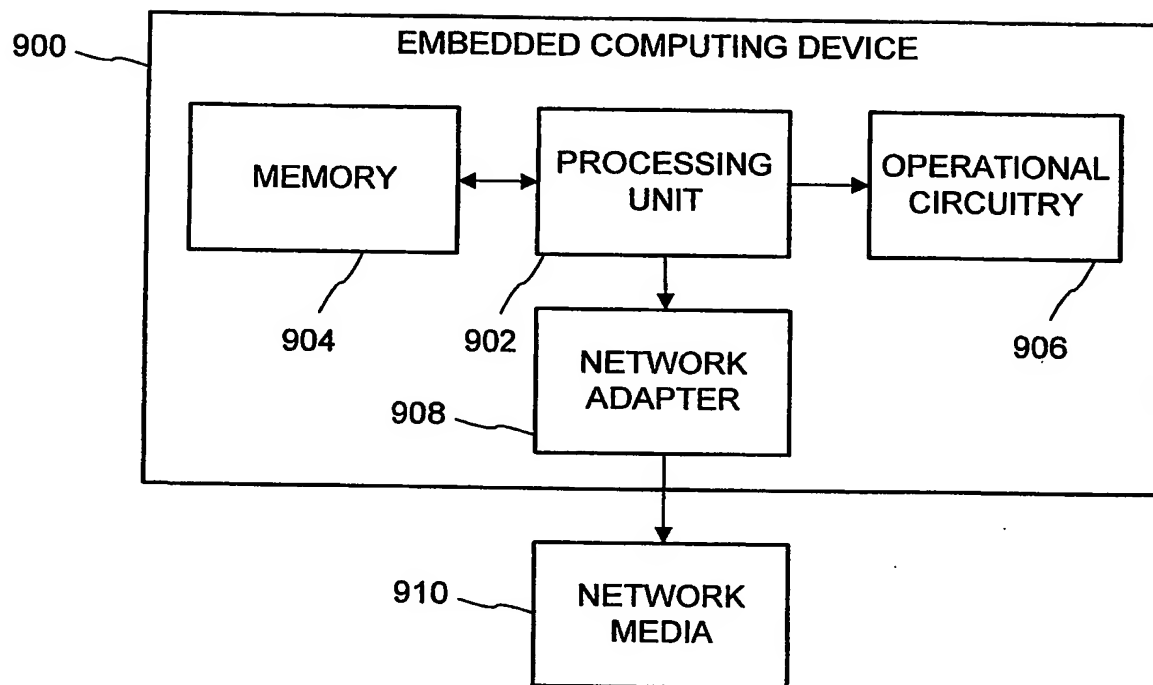 900
EMBEDDED COMPUTING DEVICE
MEMORY
PROCESSING
UNIT
OPERATIONAL
CIRCUITRY
904
902
906
NETWORK
ADAPTER
908
910
NETWORK
MEDIA